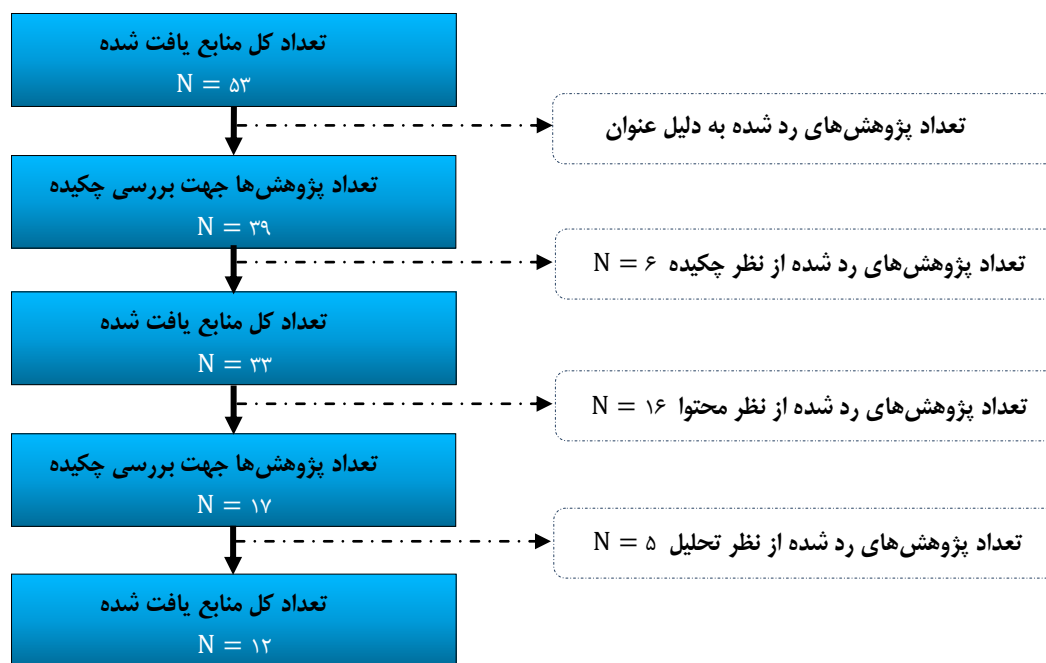 تعداد کل منابع یافت شده
N = ۵۳
تعداد پژوهش‌های رد شده به دلیل عنوان
تعداد پژوهش‌ها جهت بررسی چکیده
N = ۳۹
تعداد پژوهش‌های رد شده از نظر چکیده N = ۶
تعداد کل منابع یافت شده
N = ۳۳
تعداد پژوهش‌های رد شده از نظر محتوا N = ۱۶
تعداد پژوهش‌ها جهت بررسی چکیده
N = ۱۷
تعداد پژوهش‌های رد شده از نظر تحلیل N = ۵
تعداد کل منابع یافت شده
N = ۱۲